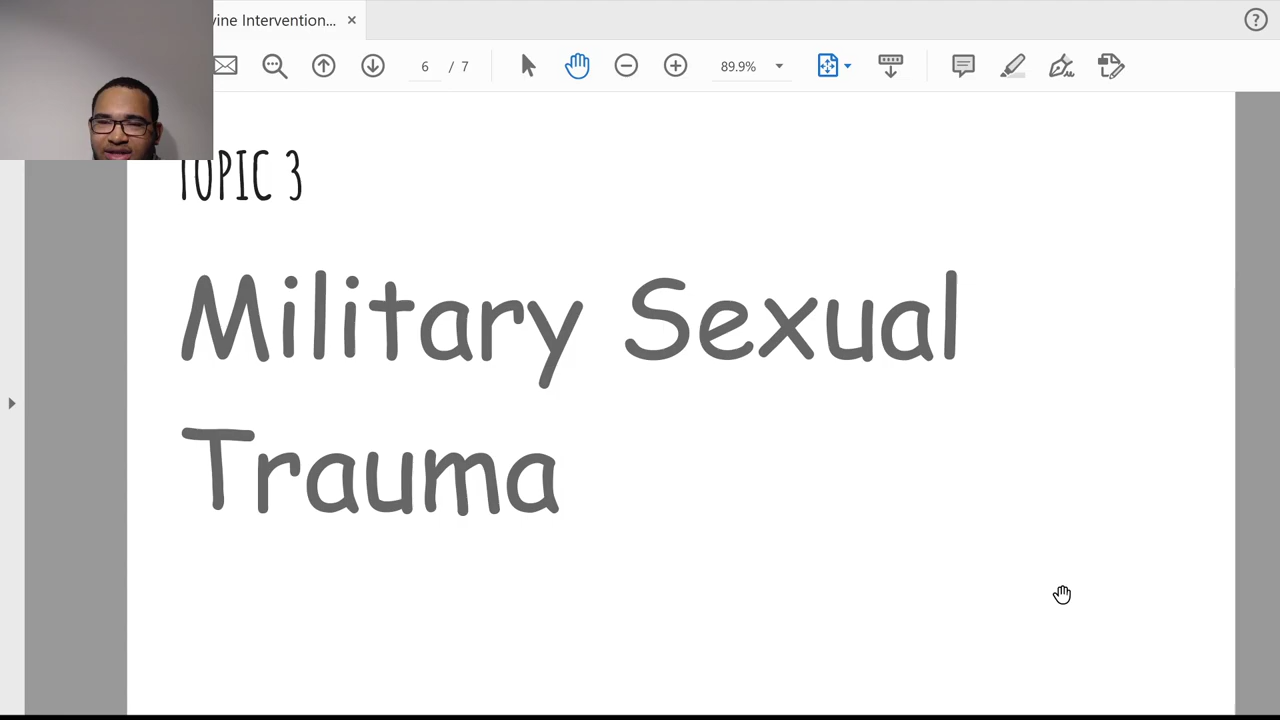 vine Intervention...
6 / 7
89.9%
TOPIC 3
Military Sexual
Trauma